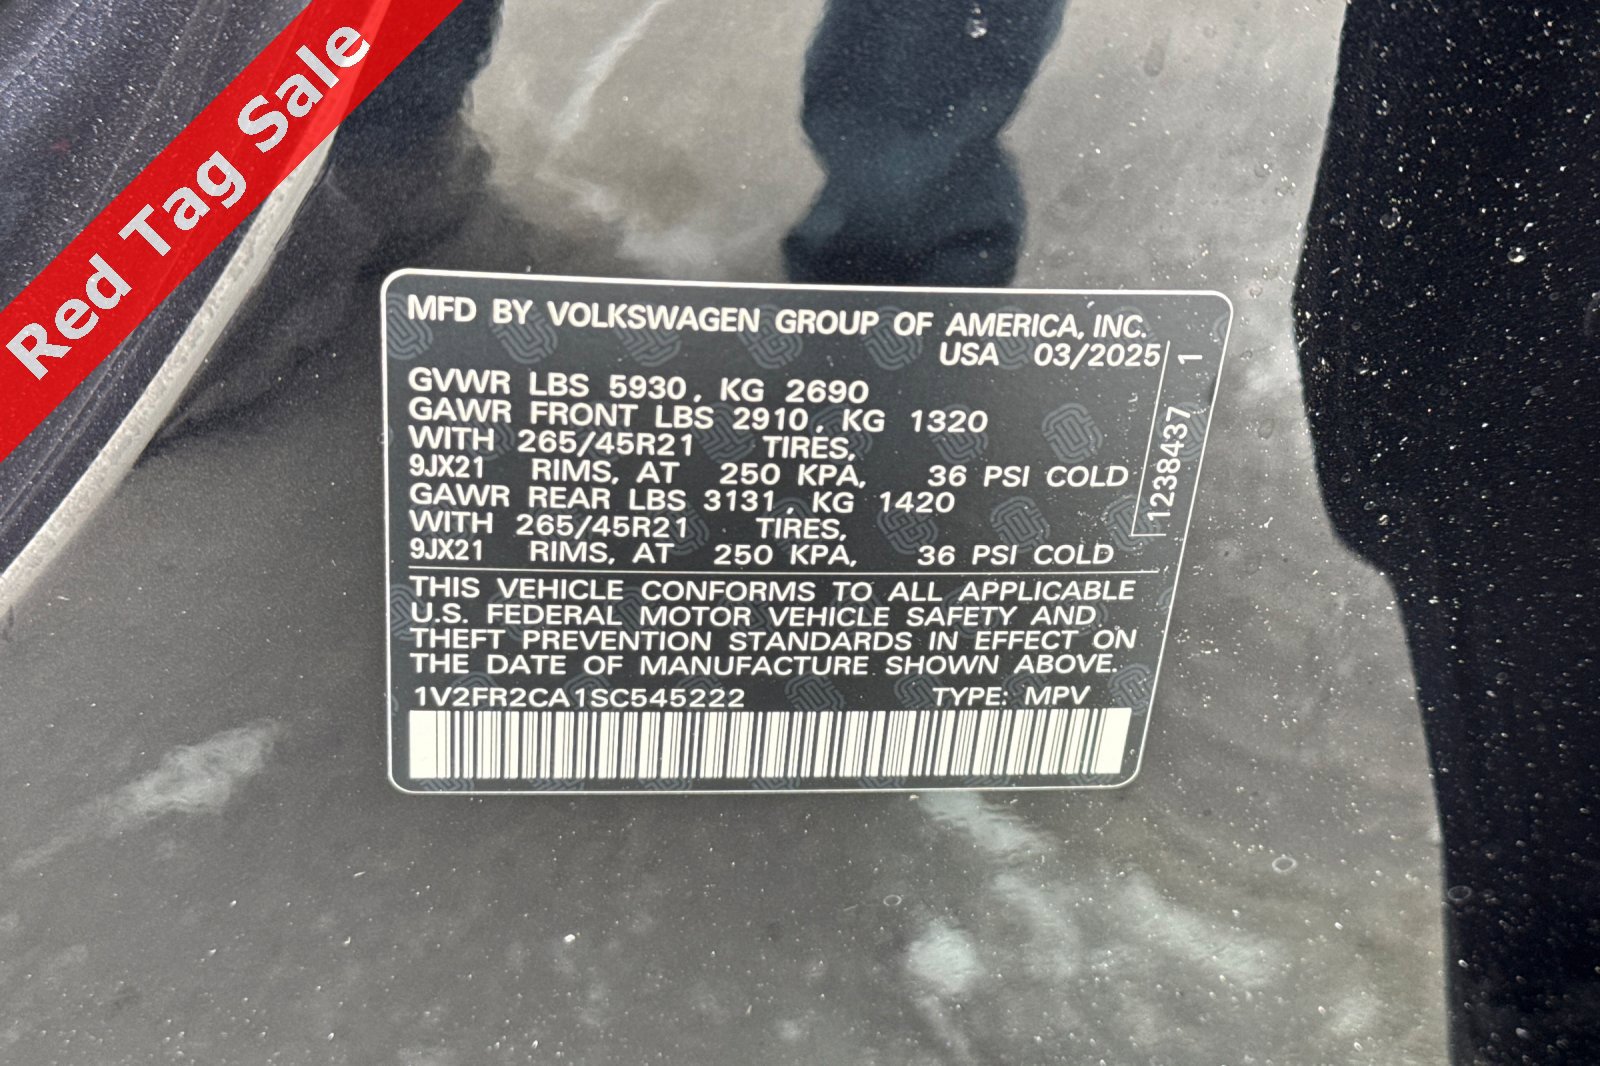 Red Tag Sale
MFD BY VOLKSWAGEN GROUP OF AMERICA, INC.
USA 03/2025
GVWR LBS 5930, KG 2690
GAWR FRONT LBS 2910, KG 1320
WITH 265/45R21 TIRES,
9JX21 RIMS, AT 250 KPA, 36 PSI COLD
GAWR REAR LBS 3131, KG 1420
WITH 265/45R21 TIRES,
9JX21 RIMS, AT 250 KPA, 36 PSI COLD
1238437 1
THIS VEHICLE CONFORMS TO ALL APPLICABLE
U.S. FEDERAL MOTOR VEHICLE SAFETY AND
THEFT PREVENTION STANDARDS IN EFFECT ON
THE DATE OF MANUFACTURE SHOWN ABOVE.
1V2FR2CA1SC545222 TYPE: MPV